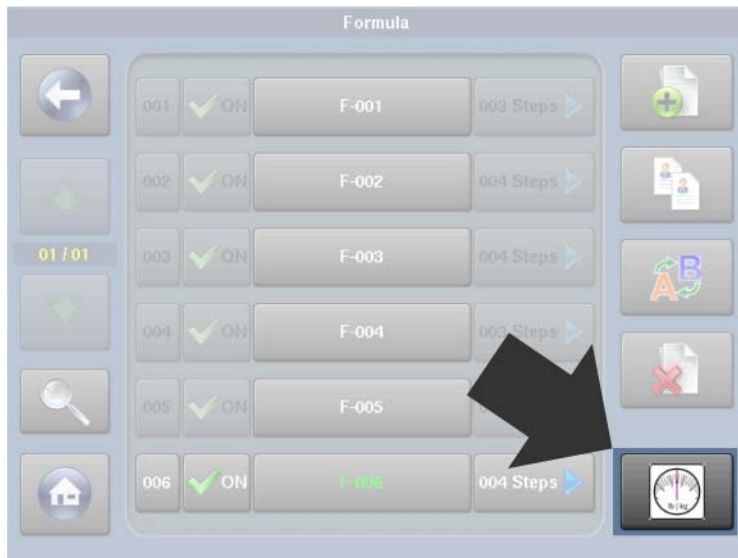 Formula
001 ON F-001 003 Steps
002 ON F-002 004 Steps
01 / 01
003 ON F-003 004 Steps
A B
004 ON F-004 003 Steps
005 ON F-005
006 ON F-006 004 Steps
lb | kg